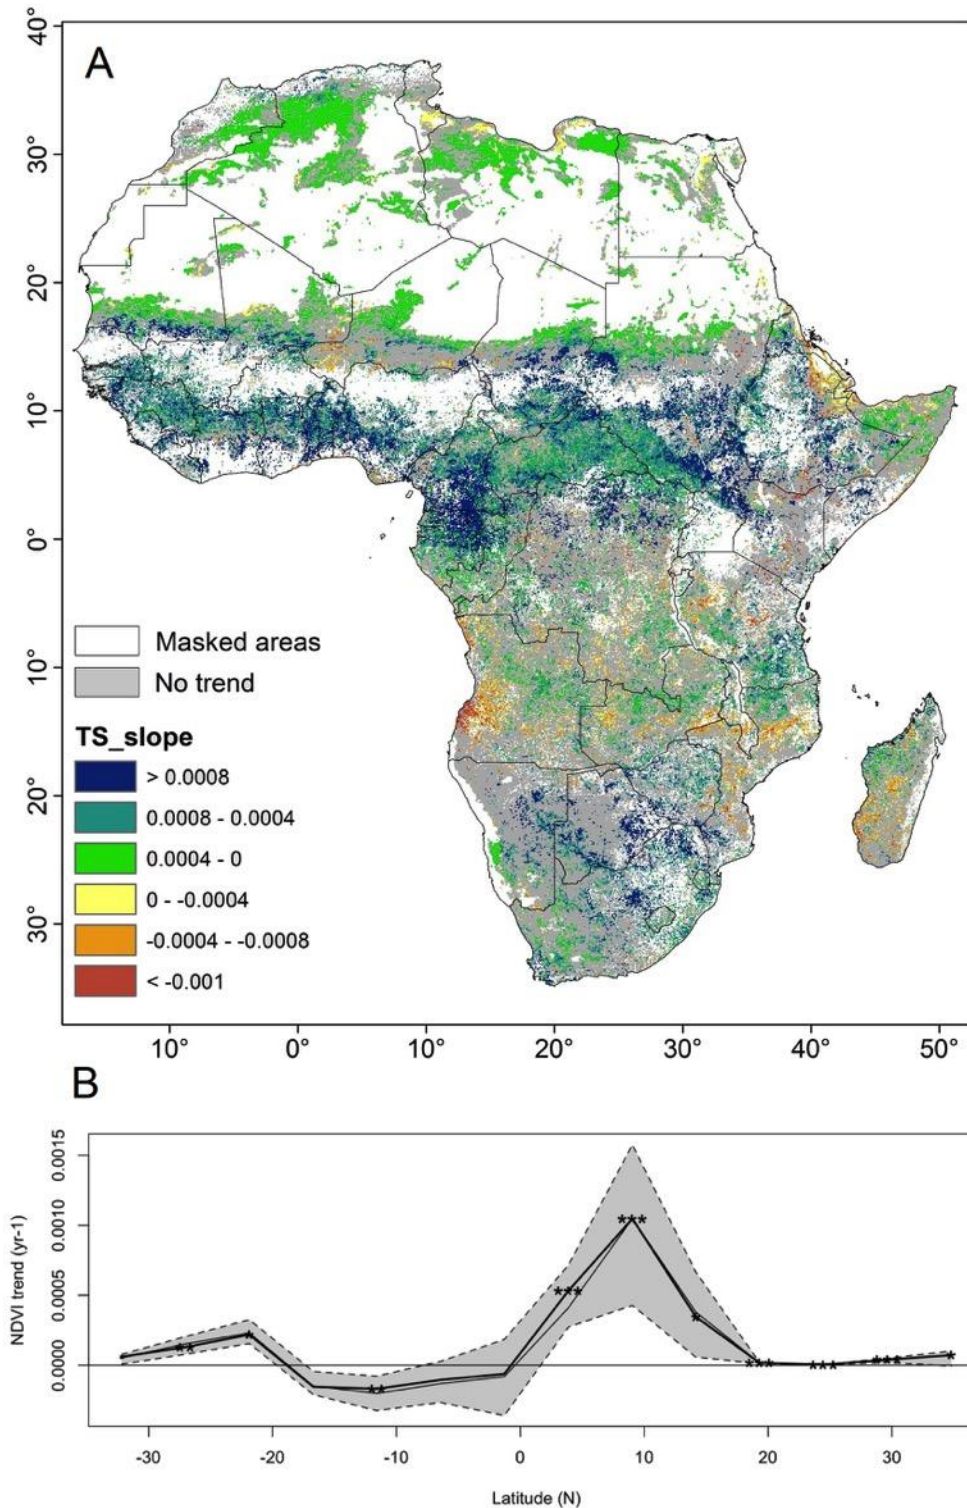 A
40°
30°
20°
10°
0°
10°
20°
30°
Masked areas
No trend
TS_slope
> 0.0008
0.0008 - 0.0004
0.0004 - 0
0 - -0.0004
-0.0004 - -0.0008
< -0.001
10° 0° 10° 20° 30° 40° 50°
B
NDVI trend (yr-1)
0.0015
0.0010
0.0005
0.0000
***
***
*
**
*
**
***
***
***
*
-30 -20 -10 0 10 20 30
Latitude (N)